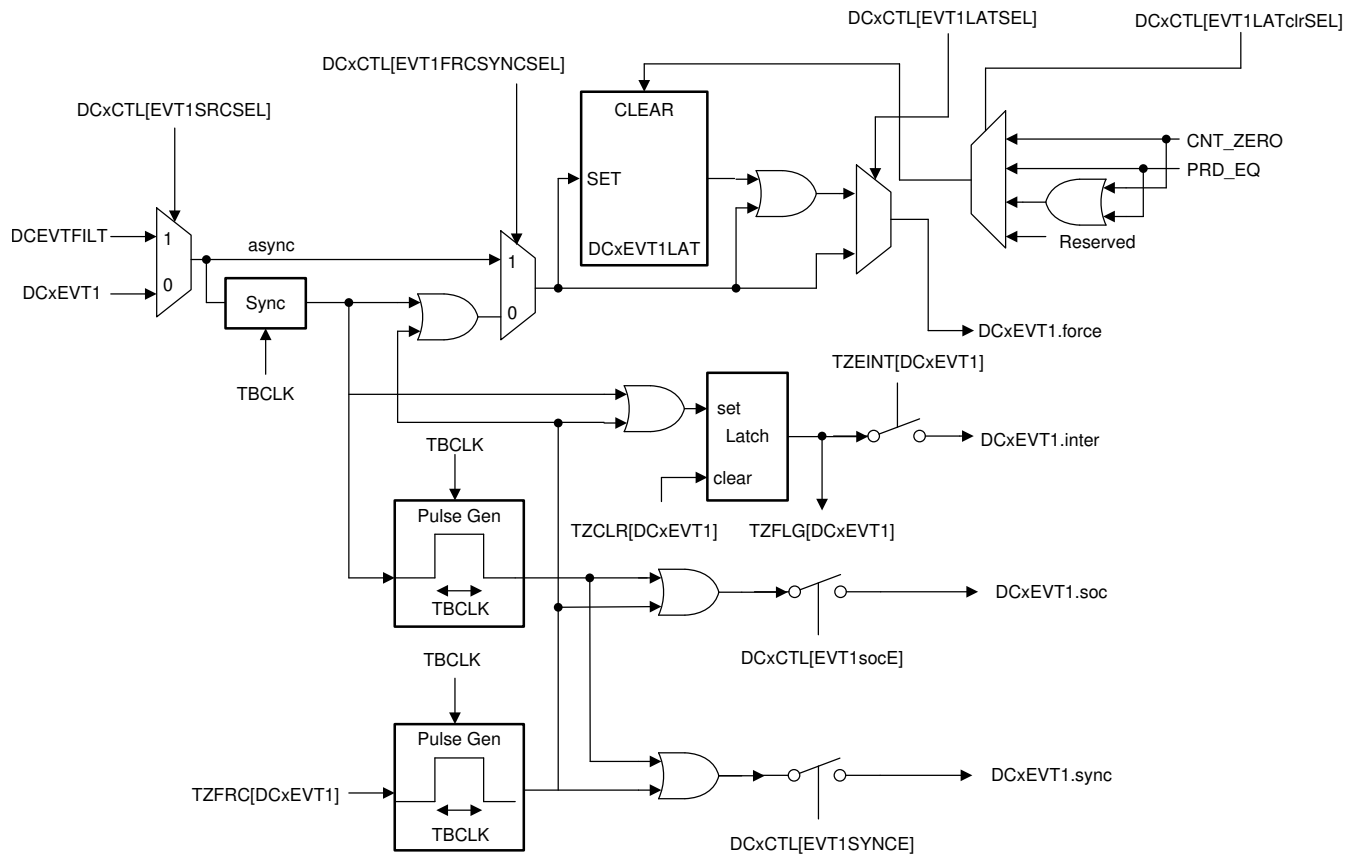 DCxCTL[EVT1LATSEL]
DCxCTL[EVT1LATclrSEL]
DCxCTL[EVT1FRCSYNCSEL]
DCxCTL[EVT1SRCSEL]
CLEAR
CNT_ZERO
PRD_EQ
SET
DCEVTFILT
1
async
1
DCxEVT1LAT
Reserved
DCxEVT1
0
Sync
0
DCxEVT1.force
TBCLK
TZEINT[DCxEVT1]
set
Latch
DCxEVT1.inter
TBCLK
clear
Pulse Gen
TZCLR[DCxEVT1]
TZFLG[DCxEVT1]
TBCLK
DCxEVT1.soc
TBCLK
DCxCTL[EVT1socE]
Pulse Gen
DCxEVT1.sync
TZFRC[DCxEVT1]
TBCLK
DCxCTL[EVT1SYNCE]